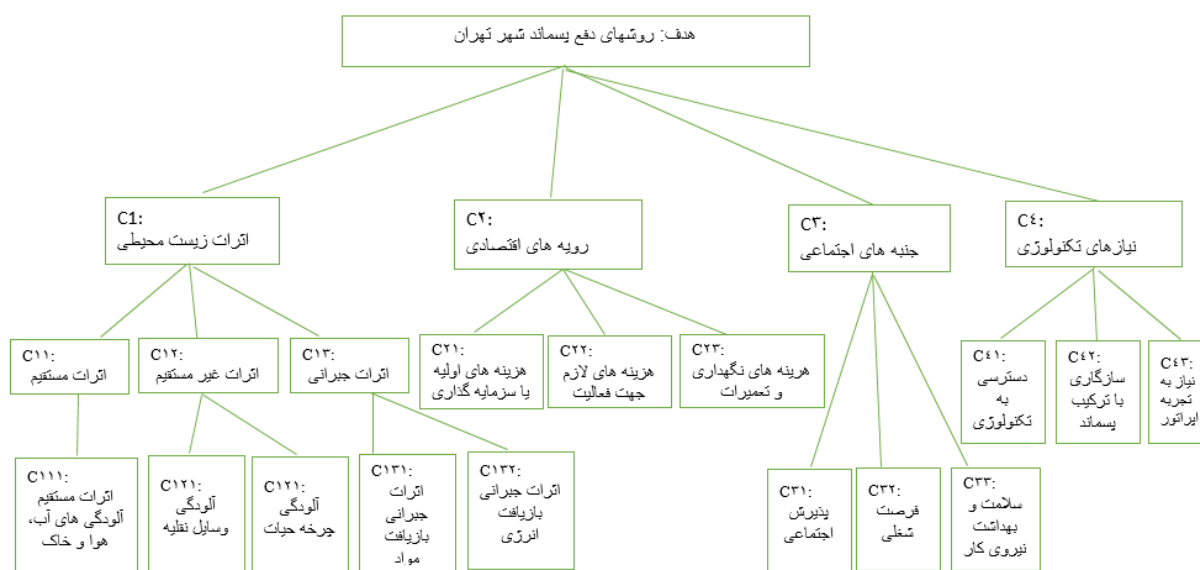 هدف: روشهای دفع پسماند شهر تهران
C1:
اثرات زیست محیطی
C۲:
رویه های اقتصادی
C۳:
جنبه های اجتماعی
C٤:
نیازهای تکنولوژی
C۱۱:
اثرات مستقیم
C۱۲:
اثرات غیر مستقیم
C۱۳:
اثرات جبرانی
C۲۱:
هزینه های اولیه
یا سرمایه گذاری
C۲۲:
هزینه های لازم
جهت فعالیت
C۲۳:
هرینه های نگهداری
و تعمیرات
C٤۱:
دسترسی
به
تکنولوژی
C٤۲:
سازگاری
با ترکیب
پسماند
C٤۳:
نیاز به
تجربه
اپراتور
C۱۱۱:
اثرات مستقیم
آلودگی های آب،
هوا و خاک
C۱۲۱:
آلودگی
وسایل نقلیه
C۱۲۱:
آلودگی
چرخه حیات
C۱۳۱:
اثرات
جبرانی
بازیافت
مواد
C۱۳۲:
اثرات جبرانی
بازیافت
انرژی
C۳۱:
پذیرش
اجتماعی
C۳۲:
فرصت
شغلی
C۳۳:
سلامت و
بهداشت
نیروی کار